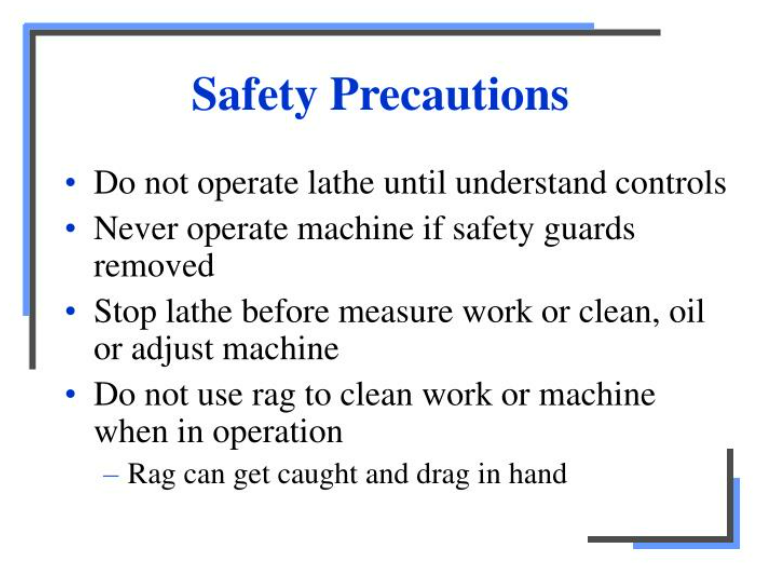 Safety Precautions
• Do not operate lathe until understand controls
• Never operate machine if safety guards
removed
• Stop lathe before measure work or clean, oil
or adjust machine
• Do not use rag to clean work or machine
when in operation
– Rag can get caught and drag in hand